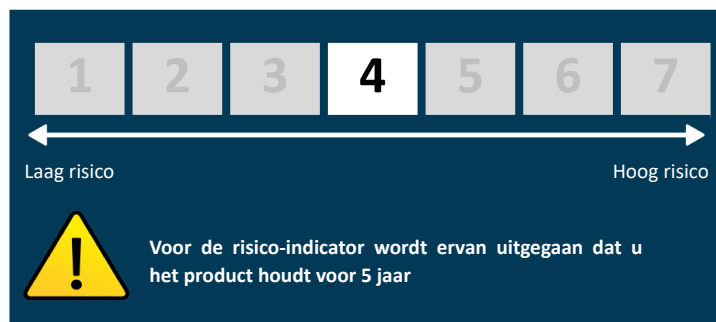 1 2 3 4 5 6 7
Laag risico Hoog risico
Voor de risico-indicator wordt ervan uitgegaan dat u
het product houdt voor 5 jaar